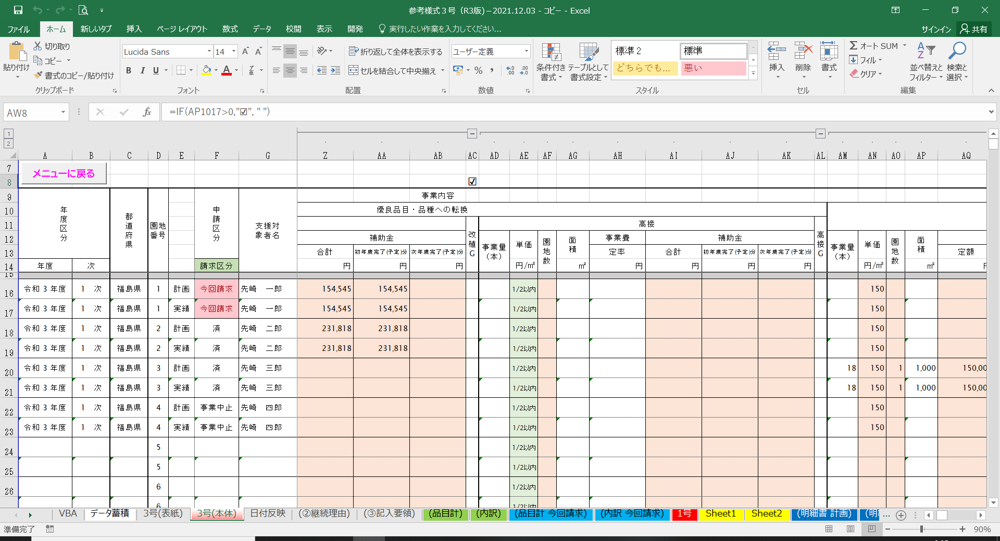 参考様式３号（R3版)－2021.12.03 - ｺﾋﾟｰ - Excel
ファイル ホーム 新しいタブ 挿入 ページ レイアウト 数式 データ 校閲 表示 開発 実行したい作業を入力してください... サインイン 共有
貼り付け 切り取り コピー 書式のコピー/貼り付け クリップボード
Lucida Sans 14 A A B I U A フォント
折り返して全体を表示する セルを結合して中央揃え 配置
ユーザー定義 % 数値
条件付き書式 テーブルとして書式設定 標準 2 標準 どちらでも... 悪い スタイル
挿入 削除 書式 セル
オート SUM フィル クリア 並べ替えとフィルター 検索と選択 編集
AW8 fx =IF(AP1017>0,"☑", " ")
1
2
A B C D E F G Z AA AB AC AD AE AF AG AH AI AJ AK AL AM AN AO AP AQ
7 メニューに戻る
8 ☑
9 事業内容
10 年度区分 都道府県 園地番号 申請区分 支援対象者名 優良品目・品種への転換
11 改植G 高接 高接G
12 補助金 事業量（本） 単価 園地数 面積 事業費 補助金 事業量（本） 単価 園地数 面積
13 合計 初年度完了(予定)分 次年度完了(予定)分 定率 合計 初年度完了(予定)分 次年度完了(予定)分 定額
14 年度 次 請求区分 円 円 円 円/㎡ ㎡ 円 円 円 円 円/㎡ ㎡
15
16 令和 3 年度 1 次 福島県 1 計画 今回請求 先崎 一郎 154,545 154,545 1/2以内 150
17 令和 3 年度 1 次 福島県 1 実績 今回請求 先崎 一郎 154,545 154,545 1/2以内 150
18 令和 3 年度 1 次 福島県 2 計画 済 先崎 二郎 231,818 231,818 1/2以内 150
19 令和 3 年度 1 次 福島県 2 実績 済 先崎 二郎 231,818 231,818 1/2以内 150
20 令和 3 年度 1 次 福島県 3 計画 済 先崎 三郎 1/2以内 18 150 1 1,000 150,00
21 令和 3 年度 1 次 福島県 3 実績 済 先崎 三郎 1/2以内 18 150 1 1,000 150,00
22 令和 3 年度 1 次 福島県 4 計画 事業中止 先崎 四郎 1/2以内 150
23 令和 3 年度 1 次 福島県 4 実績 事業中止 先崎 四郎 1/2以内 150
24 5 1/2以内
25 5 1/2以内
26 6 1/2以内
6 1/2以内
VBA データ蓄積 3号(表紙) 3号(本体) 日付反映 (②継続理由) (③記入要領) (品目計) (内訳) (品目計 今回請求) (内訳 今回請求) 1号 Sheet1 Sheet2 (明細書 計画) (明 ...
準備完了 90%